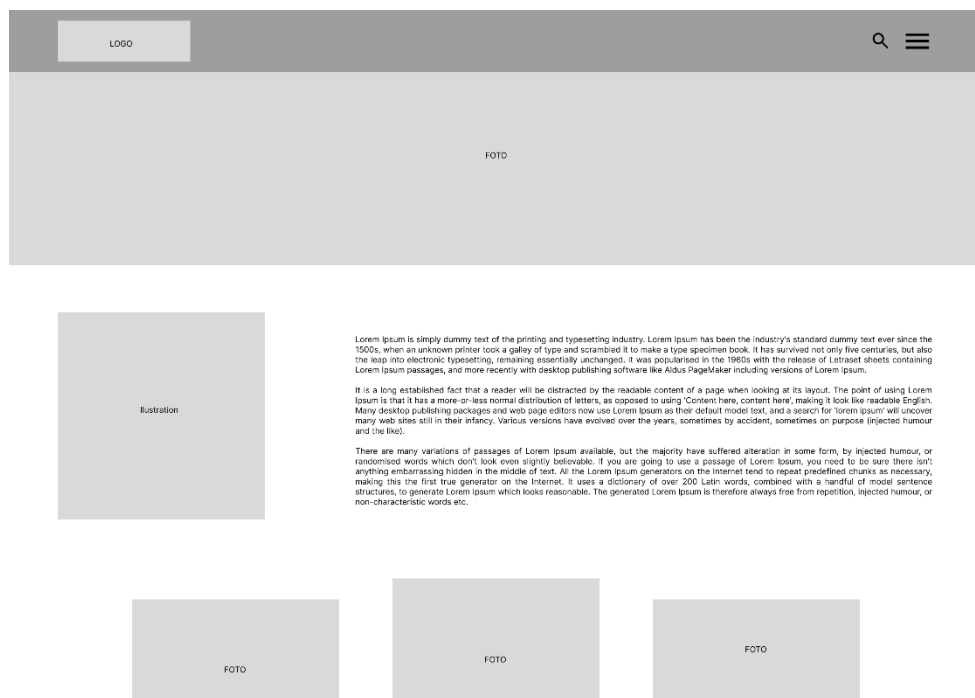 LOGO
FOTO
Ilustration
Lorem Ipsum is simply dummy text of the printing and typesetting industry. Lorem Ipsum has been the industry's standard dummy text ever since the
1500s, when an unknown printer took a galley of type and scrambled it to make a type specimen book. It has survived not only five centuries, but also
the leap into electronic typesetting, remaining essentially unchanged. It was popularised in the 1960s with the release of Letraset sheets containing
Lorem Ipsum passages, and more recently with desktop publishing software like Aldus PageMaker including versions of Lorem Ipsum.
It is a long established fact that a reader will be distracted by the readable content of a page when looking at its layout. The point of using Lorem
Ipsum is that it has a more-or-less normal distribution of letters, as opposed to using 'Content here, content here', making it look like readable English.
Many desktop publishing packages and web page editors now use Lorem Ipsum as their default model text, and a search for 'lorem ipsum' will uncover
many web sites still in their infancy. Various versions have evolved over the years, sometimes by accident, sometimes on purpose (injected humour
and the like).
There are many variations of passages of Lorem Ipsum available, but the majority have suffered alteration in some form, by injected humour, or
randomised words which don't look even slightly believable. If you are going to use a passage of Lorem Ipsum, you need to be sure there isn't
anything embarrassing hidden in the middle of text. All the Lorem Ipsum generators on the Internet tend to repeat predefined chunks as necessary,
making this the first true generator on the Internet. It uses a dictionary of over 200 Latin words, combined with a handful of model sentence
structures, to generate Lorem Ipsum which looks reasonable. The generated Lorem Ipsum is therefore always free from repetition, injected humour, or
non-characteristic words etc.
FOTO
FOTO
FOTO